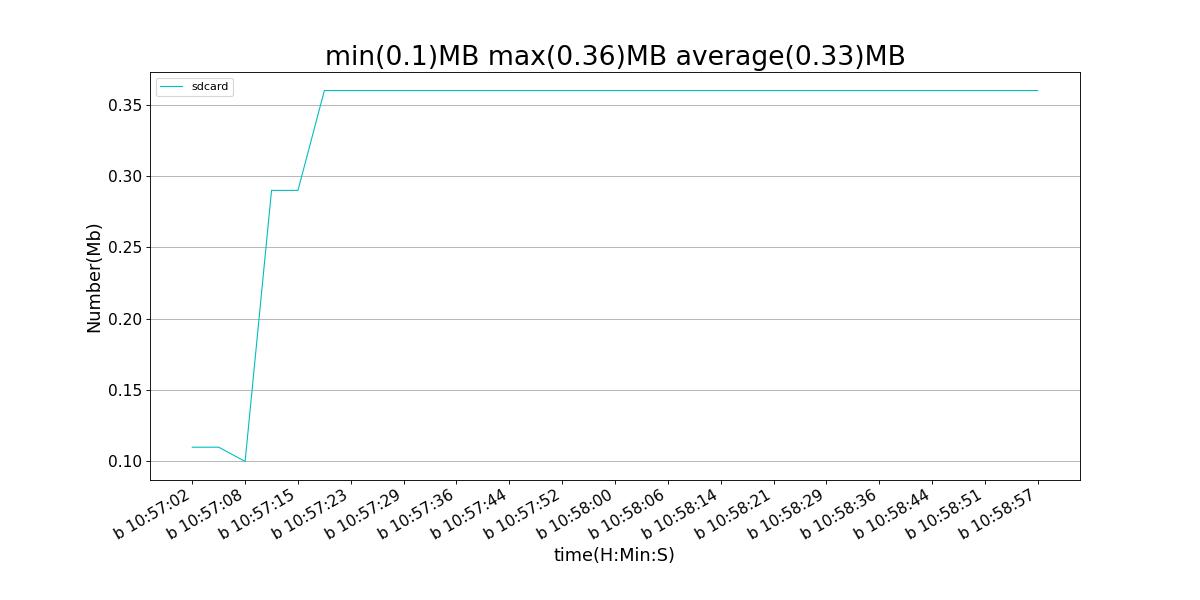 min(0.1)MB max(0.36)MB average(0.33)MB
sdcard
0.35
0.30
0.25
0.20
0.15
0.10
Number(Mb)
b 10:57:02
b 10:57:08
b 10:57:15
b 10:57:23
b 10:57:29
b 10:57:36
b 10:57:44
b 10:57:52
b 10:58:00
b 10:58:06
b 10:58:14
b 10:58:21
b 10:58:29
b 10:58:36
b 10:58:44
b 10:58:51
b 10:58:57
time(H:Min:S)